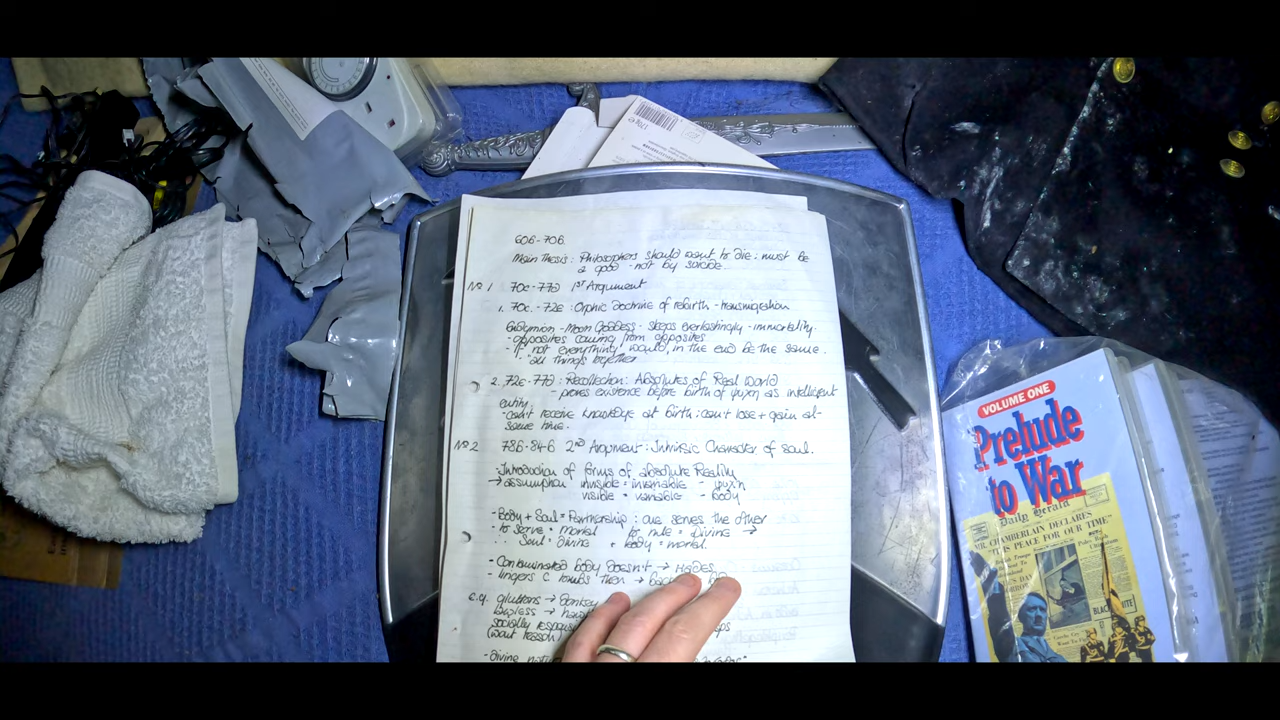 60b-70b.
Main Thesis: Philosophers should want to die: must be
a good - not by suicide.
No. 1 70c-77d 1st Argument
1. 70c-72e: Orphic doctrine of rebirth - transmigration
Endymion - Moon Goddess - sleeps everlastingly - immortality.
- opposites coming from opposites
- if not everything would, in the end be the same.
"all things together"
2. 72e-77d: Recollection: Absolutes of Real World
- proves existence before birth of ψυχη as intelligent
entity.
- can't receive knowledge at birth: can't lose + gain at
same time.
No. 2 78b-84b 2nd Argument: Intrinsic Character of soul.
- Introduction of forms of absolute Reality
→ assumption invisible = invariable - ψυχη
visible = variable - body
- Body + Soul = Partnership: one serves the other
- to serve = mortal to rule = divine →
∴ Soul = divine + body = mortal.
- Contaminated body doesn't → Hades
- lingers c tombs then →
e.g. gluttons → donkey
lawless →
socially
(want reason)
- divine
VOLUME ONE
Prelude
to War
Daily Herald
MR. CHAMBERLAIN DECLARES
"IT IS PEACE FOR OUR TIME"